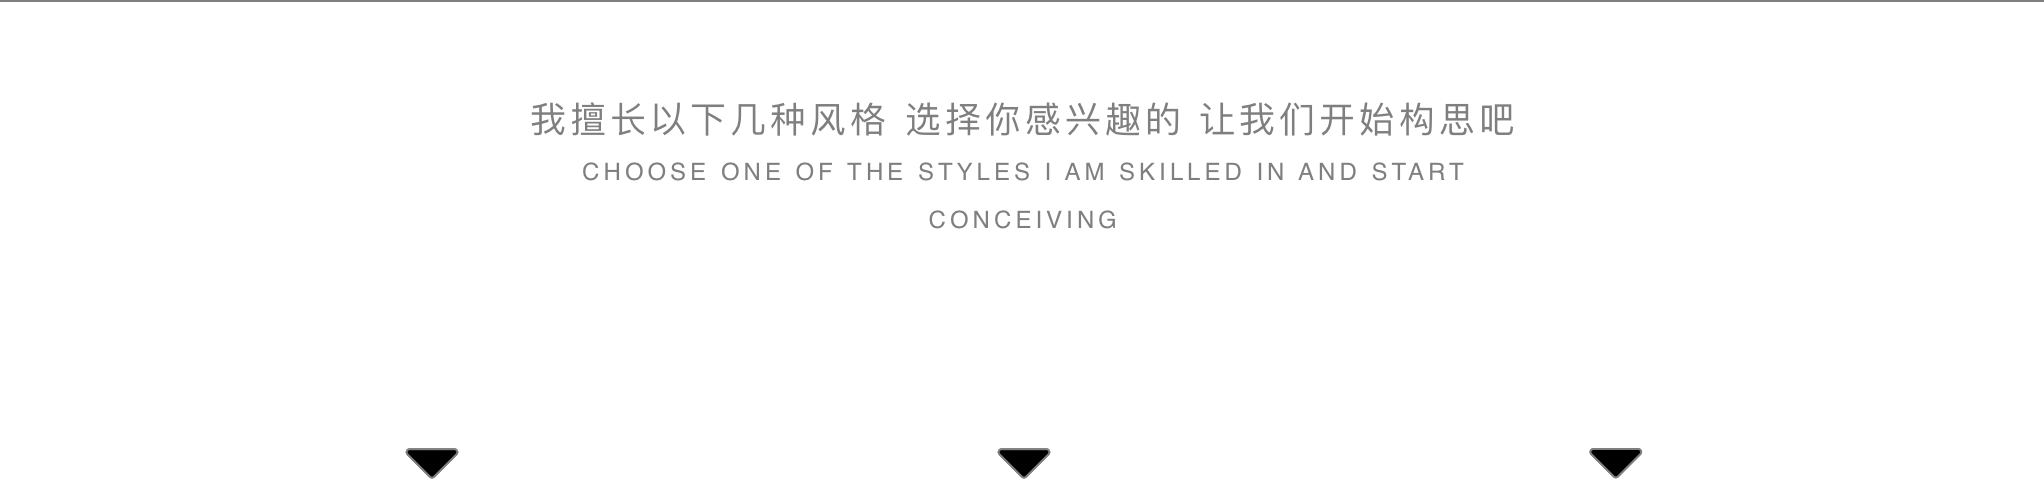 我擅长以下几种风格 选择你感兴趣的 让我们开始构思吧
CHOOSE ONE OF THE STYLES I AM SKILLED IN AND START
CONCEIVING